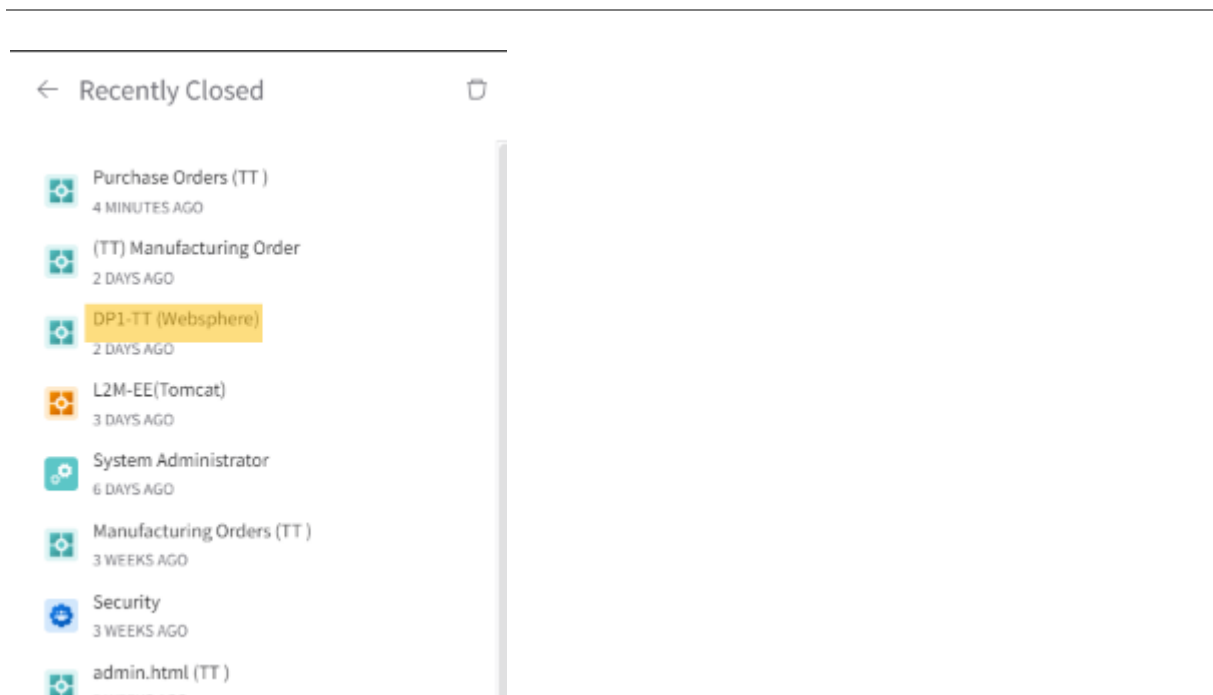 Recently Closed
Purchase Orders (TT )
4 MINUTES AGO
(TT) Manufacturing Order
2 DAYS AGO
DP1-TT (Websphere)
2 DAYS AGO
L2M-EE(Tomcat)
3 DAYS AGO
System Administrator
6 DAYS AGO
Manufacturing Orders (TT )
3 WEEKS AGO
Security
3 WEEKS AGO
admin.html (TT )